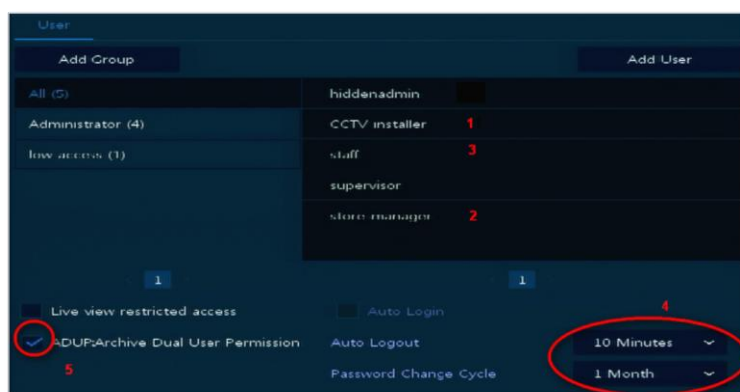 User
Add Group
Add User
All (5)
hiddenadmin
Administrator (4)
CCTV installer 1
low access (1)
staff 3
supervisor
store manager 2
1
1
4
Live view restricted access
Auto Login
ADUP:Archive Dual User Permission
Auto Logout
10 Minutes
5
Password Change Cycle
1 Month